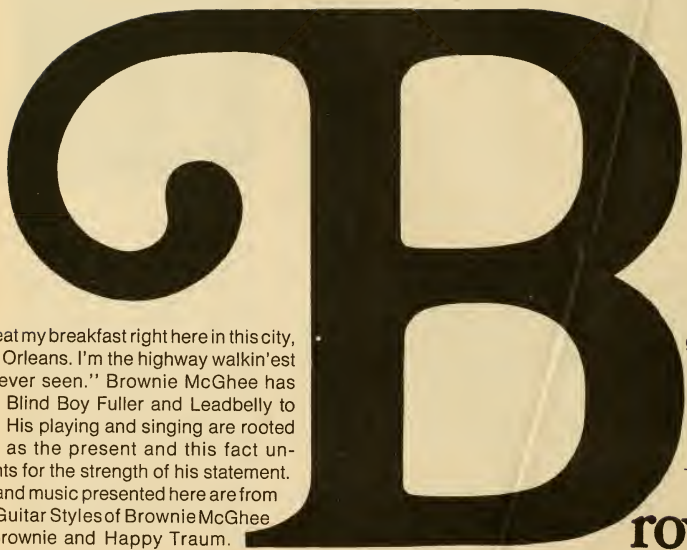 eat my breakfast right here in this city,
Orleans. I'm the highway walkin'est
ever seen." Brownie McGhee has
Blind Boy Fuller and Leadbelly to
His playing and singing are rooted
as the present and this fact un-
nts for the strength of his statement.
and music presented here are from
Guitar Styles of Brownie McGhee
rownie and Happy Traum.
B